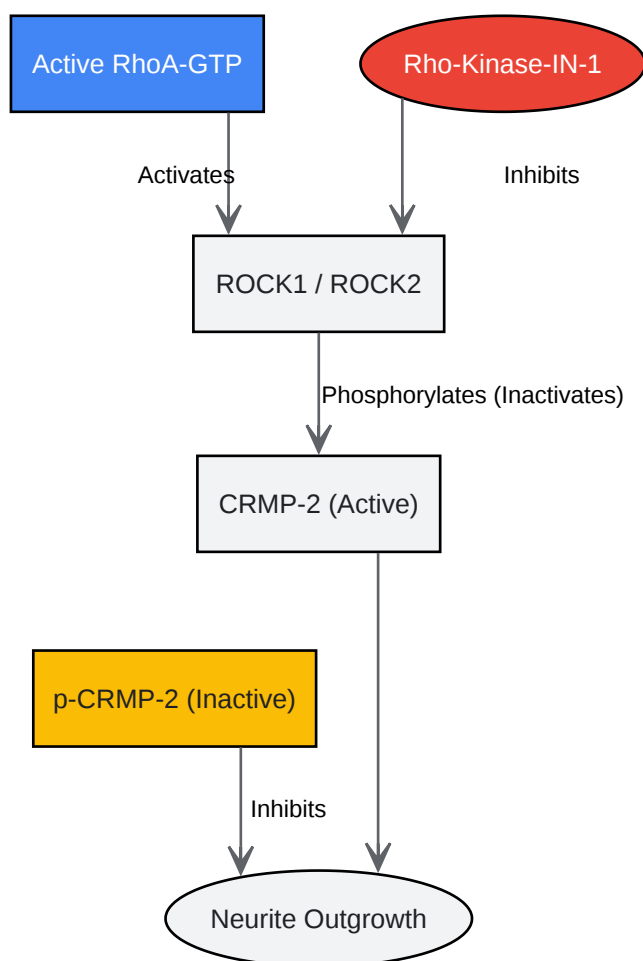 Active RhoA-GTP
Rho-Kinase-IN-1
Activates
Inhibits
ROCK1 / ROCK2
Phosphorylates (Inactivates)
CRMP-2 (Active)
p-CRMP-2 (Inactive)
Inhibits
Neurite Outgrowth